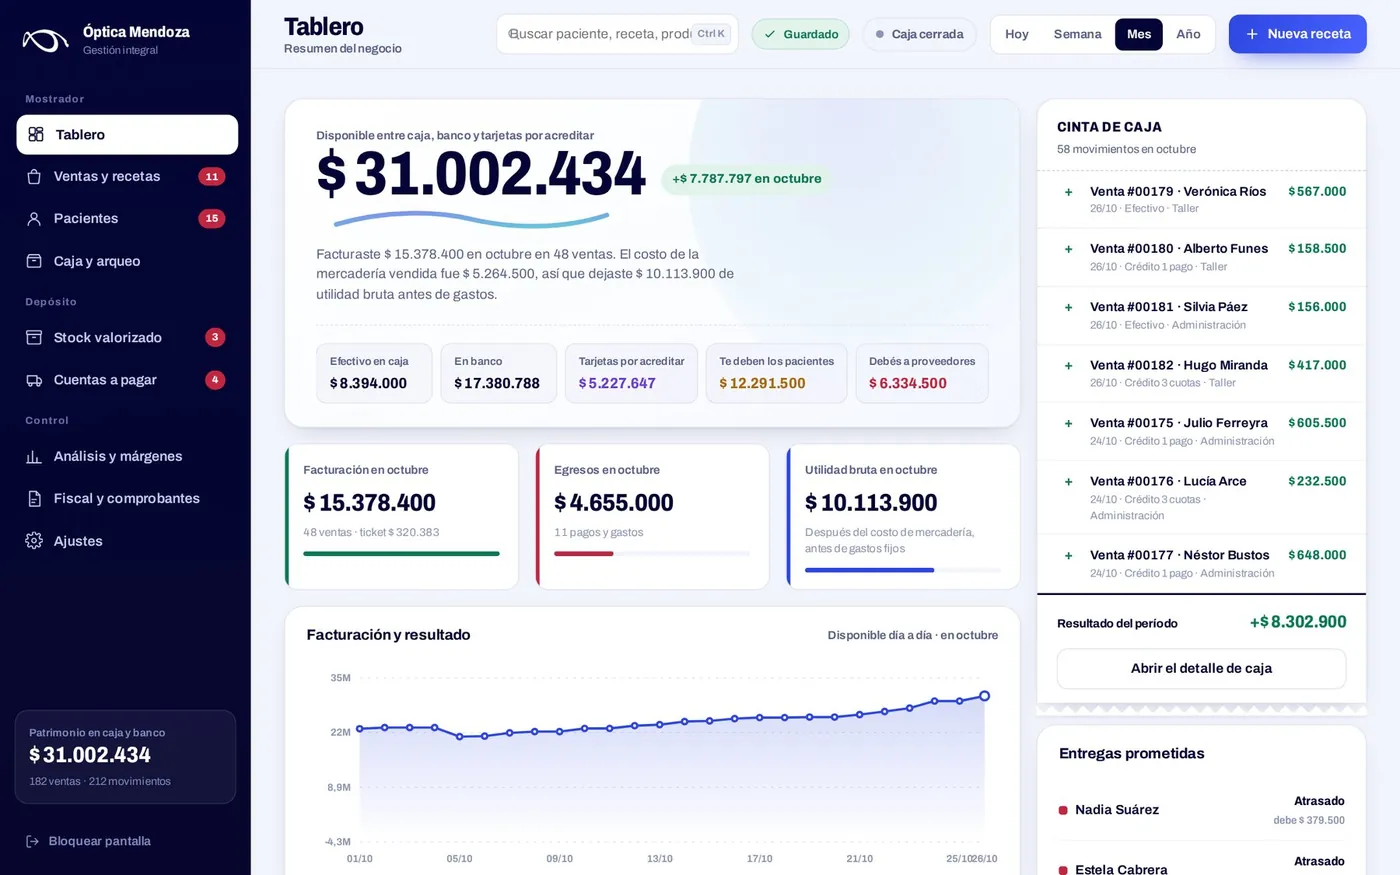 Óptica Mendoza
Gestión integral
Mostrador
Tablero
Ventas y recetas 11
Pacientes 15
Caja y arqueo
Depósito
Stock valorizado 3
Cuentas a pagar 4
Control
Análisis y márgenes
Fiscal y comprobantes
Ajustes
Patrimonio en caja y banco
$ 31.002.434
182 ventas · 212 movimientos
Bloquear pantalla
Tablero
Resumen del negocio
Buscar paciente, receta, prod Ctrl K
Guardado
Caja cerrada
Hoy Semana Mes Año
+ Nueva receta
Disponible entre caja, banco y tarjetas por acreditar
$ 31.002.434
+$ 7.787.797 en octubre
Facturaste $ 15.378.400 en octubre en 48 ventas. El costo de la
mercadería vendida fue $ 5.264.500, así que dejaste $ 10.113.900 de
utilidad bruta antes de gastos.
Efectivo en caja
$ 8.394.000
En banco
$ 17.380.788
Tarjetas por acreditar
$ 5.227.647
Te deben los pacientes
$ 12.291.500
Debés a proveedores
$ 6.334.500
Facturación en octubre
$ 15.378.400
48 ventas · ticket $ 320.383
Egresos en octubre
$ 4.655.000
11 pagos y gastos
Utilidad bruta en octubre
$ 10.113.900
Después del costo de mercadería,
antes de gastos fijos
Facturación y resultado
Disponible día a día · en octubre
35M
22M
8,9M
-4,3M
01/10 05/10 09/10 13/10 17/10 21/10 25/10 26/10
CINTA DE CAJA
58 movimientos en octubre
+ Venta #00179 · Verónica Ríos $ 567.000
26/10 · Efectivo · Taller
+ Venta #00180 · Alberto Funes $ 158.500
26/10 · Crédito 1 pago · Taller
+ Venta #00181 · Silvia Páez $ 156.000
26/10 · Efectivo · Administración
+ Venta #00182 · Hugo Miranda $ 417.000
26/10 · Crédito 3 cuotas · Taller
+ Venta #00175 · Julio Ferreyra $ 605.500
24/10 · Crédito 1 pago · Administración
+ Venta #00176 · Lucía Arce $ 232.500
24/10 · Crédito 3 cuotas ·
Administración
+ Venta #00177 · Néstor Bustos $ 648.000
24/10 · Crédito 1 pago · Administración
Resultado del período +$ 8.302.900
Abrir el detalle de caja
Entregas prometidas
Nadia Suárez Atrasado
debe $ 379.500
Estela Cabrera Atrasado